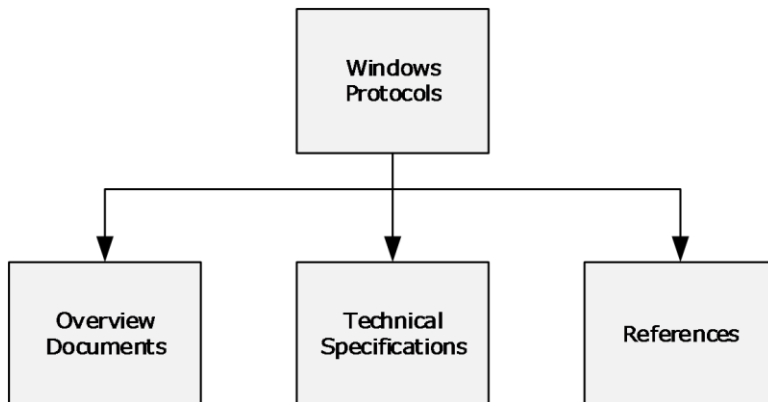 Windows
Protocols
Overview
Documents
Technical
Specifications
References